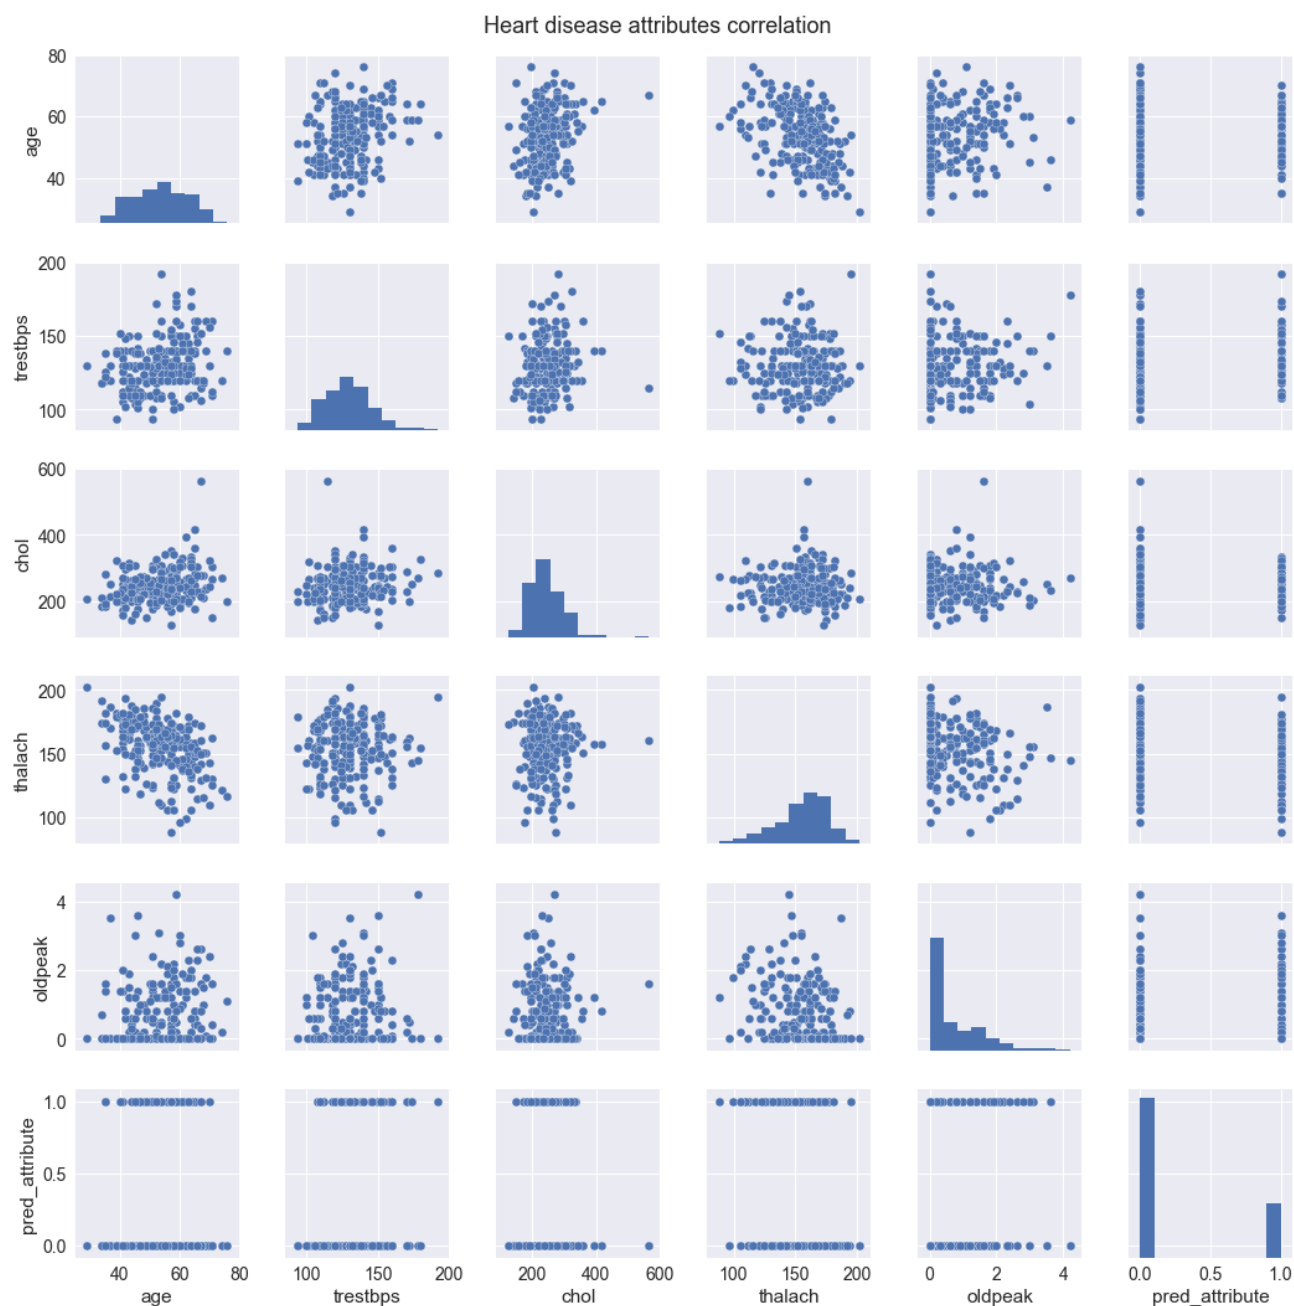 Heart disease attributes correlation
80
60
40
age
200
150
100
trestbps
600
400
200
chol
200
150
100
thalach
4
2
0
oldpeak
1.0
0.5
0.0
pred_attribute
40 60 80 100 150 200 200 400 600 100 150 200 0 2 4 0.0 0.5 1.0
age trestbps chol thalach oldpeak pred_attribute